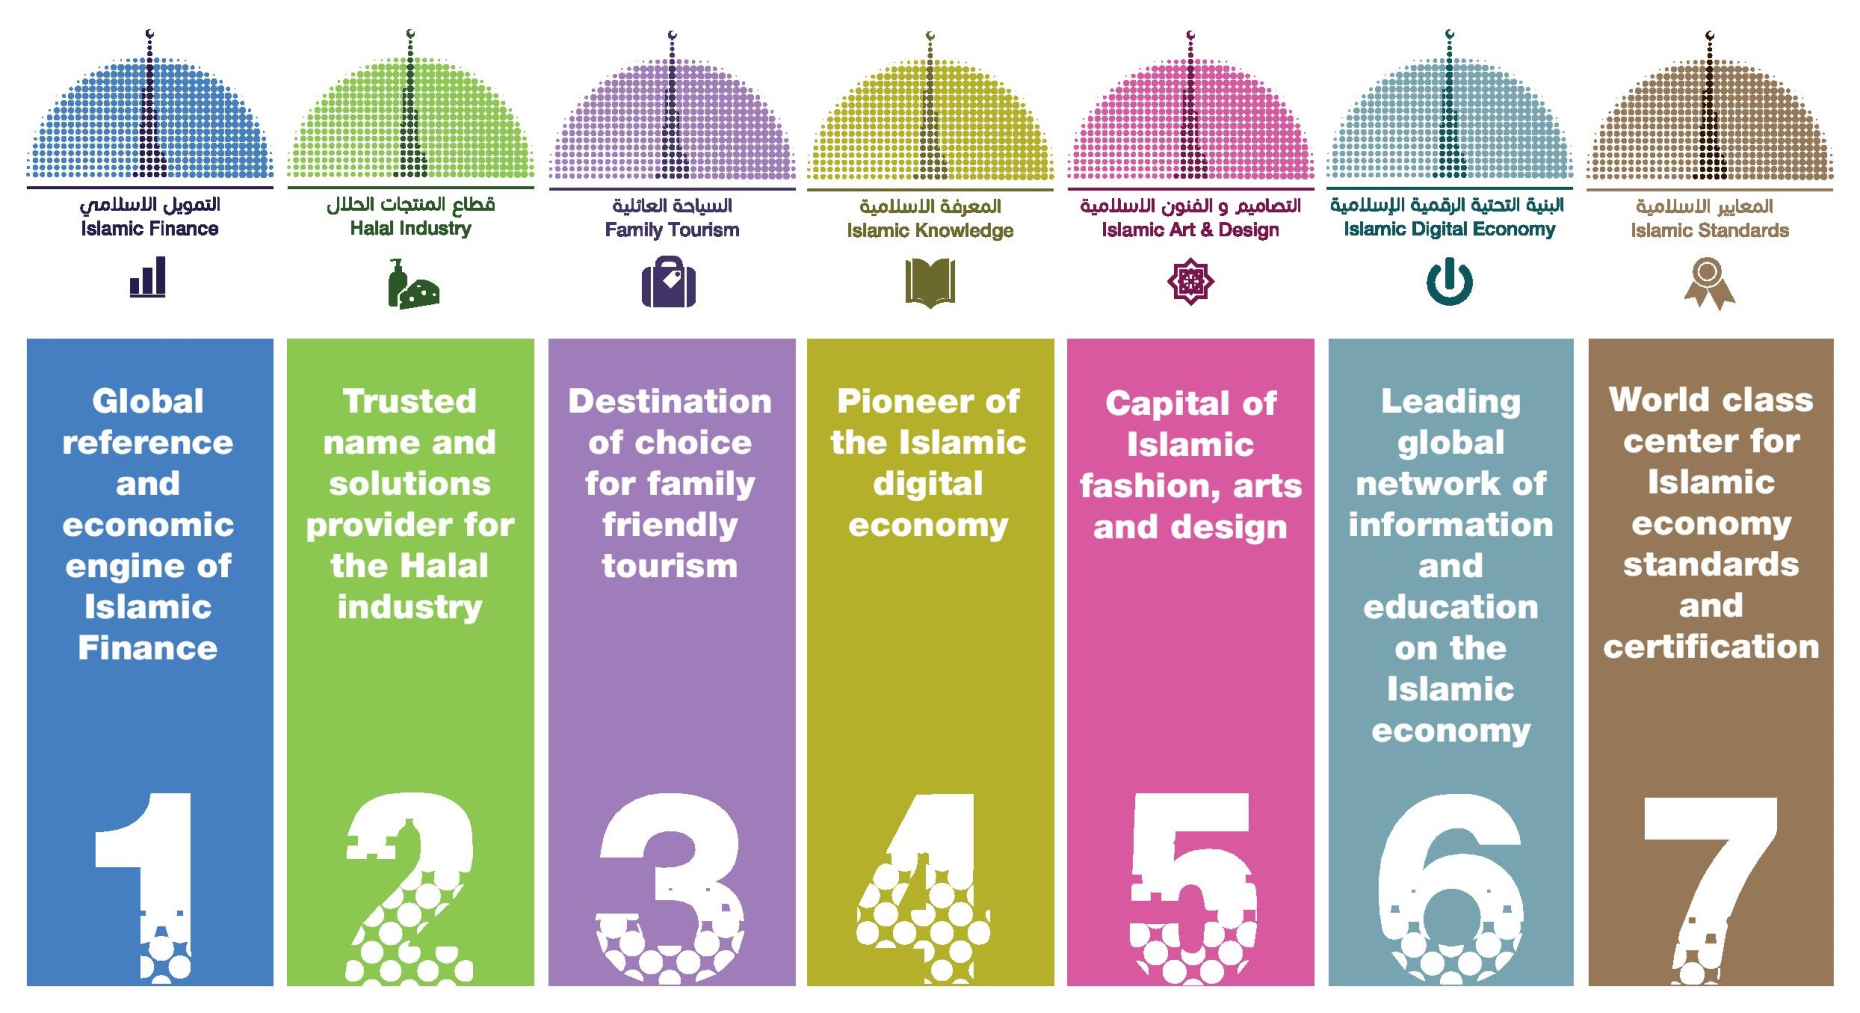 التمويل الاسلامي
Islamic Finance
Global
reference
and
economic
engine of
Islamic
Finance
1
قطاع المنتجات الحلال
Halal Industry
Trusted
name and
solutions
provider for
the Halal
industry
2
السياحة العائلية
Family Tourism
Destination
of choice
for family
friendly
tourism
3
المعرفة الاسلامية
Islamic Knowledge
Pioneer of
the Islamic
digital
economy
4
التصاميم و الفنون الاسلامية
Islamic Art & Design
Capital of
Islamic
fashion, arts
and design
5
البنية التحتية الرقمية الإسلامية
Islamic Digital Economy
Leading
global
network of
information
and
education
on the
Islamic
economy
6
المعايير الاسلامية
Islamic Standards
World class
center for
Islamic
economy
standards
and
certification
7